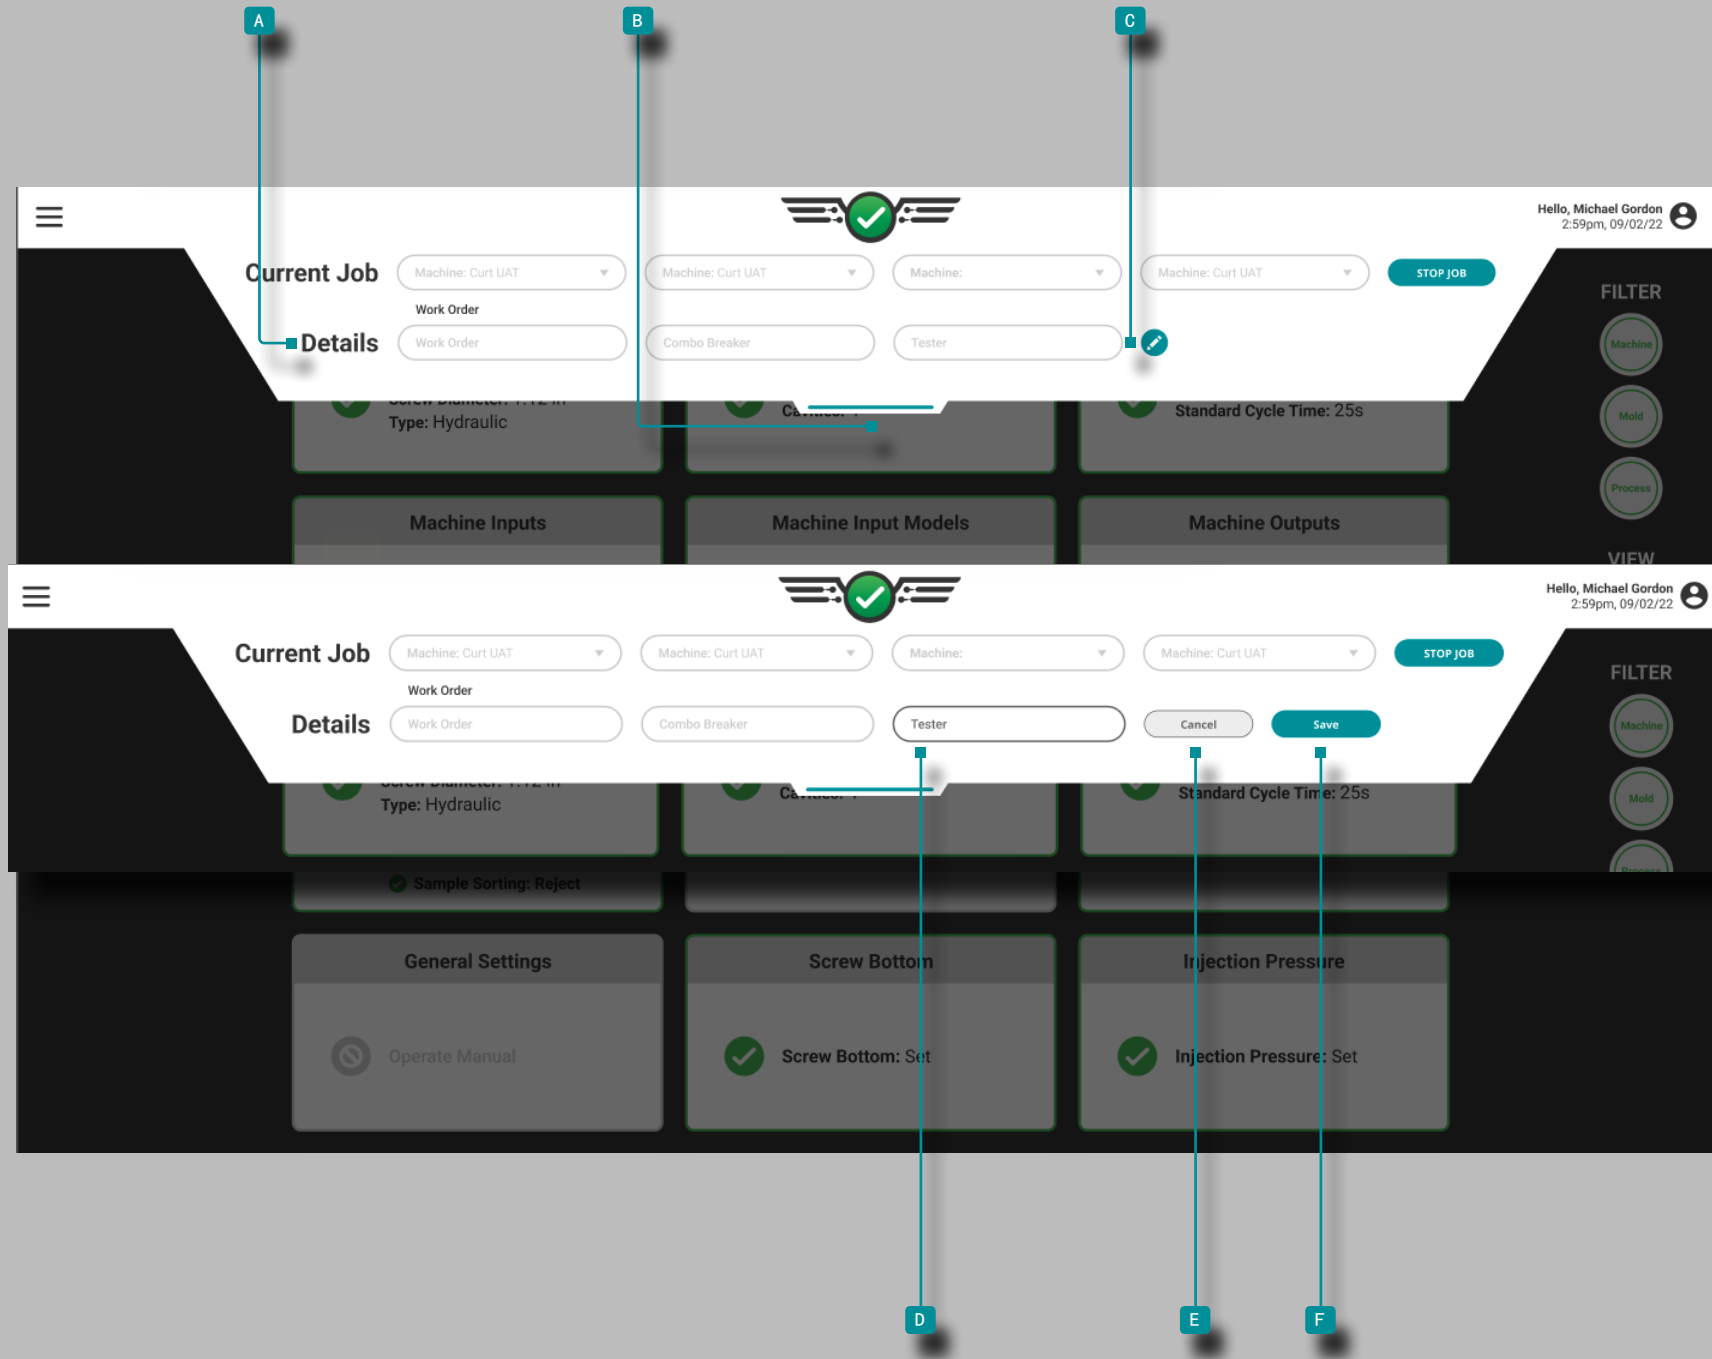 A
B
C
Hello, Michael Gordon
2:59pm, 09/02/22
Current Job
Machine: Curt UAT
Machine: Curt UAT
Machine:
Machine: Curt UAT
STOP JOB
Work Order
Details
Work Order
Combo Breaker
Tester
FILTER
Machine
Mold
Process
VIEW
Type: Hydraulic
Standard Cycle Time: 25s
Machine Inputs
Machine Input Models
Machine Outputs
Hello, Michael Gordon
2:59pm, 09/02/22
Current Job
Machine: Curt UAT
Machine: Curt UAT
Machine:
Machine: Curt UAT
STOP JOB
Work Order
Details
Work Order
Combo Breaker
Tester
Cancel
Save
FILTER
Machine
Mold
Process
Type: Hydraulic
Standard Cycle Time: 25s
Sample Sorting: Reject
General Settings
Screw Bottom
Injection Pressure
Operate Manual
Screw Bottom: Set
Injection Pressure: Set
D
E
F